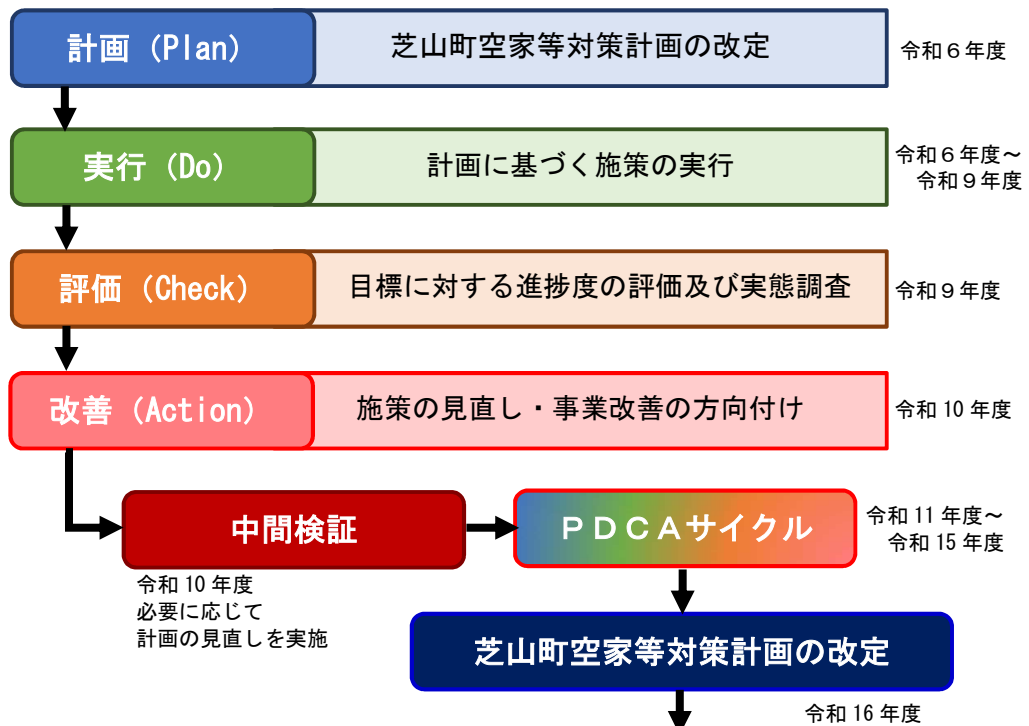 計画（Plan）
芝山町空家等対策計画の改定
令和６年度
実行（Do）
計画に基づく施策の実行
令和６年度～
令和９年度
評価（Check）
目標に対する進捗度の評価及び実態調査
令和９年度
改善（Action）
施策の見直し・事業改善の方向付け
令和 10 年度
中間検証
ＰＤＣＡサイクル
令和 11 年度～
令和 15 年度
令和 10 年度
必要に応じて
計画の見直しを実施
芝山町空家等対策計画の改定
令和 16 年度